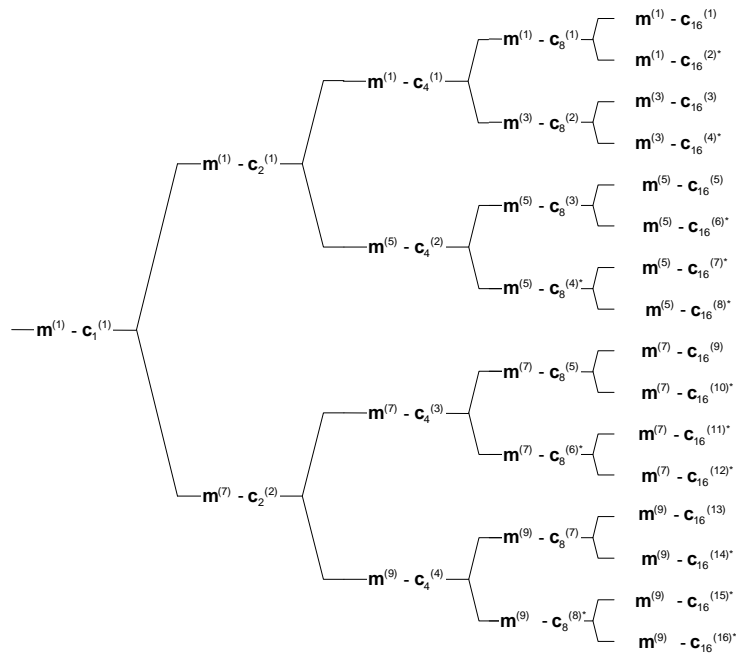 m(1) - c16(1)
m(1) - c8(1)
m(1) - c16(2)*
m(1) - c4(1)
m(3) - c16(3)
m(3) - c8(2)
m(3) - c16(4)*
m(1) - c2(1)
m(5) - c16(5)
m(5) - c8(3)
m(5) - c16(6)*
m(5) - c4(2)
m(5) - c16(7)*
m(5) - c8(4)*
m(5) - c16(8)*
m(1) - c1(1)
m(7) - c16(9)
m(7) - c8(5)
m(7) - c16(10)*
m(7) - c4(3)
m(7) - c16(11)*
m(7) - c8(6)*
m(7) - c16(12)*
m(7) - c2(2)
m(9) - c16(13)
m(9) - c8(7)
m(9) - c16(14)*
m(9) - c4(4)
m(9) - c16(15)*
m(9) - c8(8)*
m(9) - c16(16)*